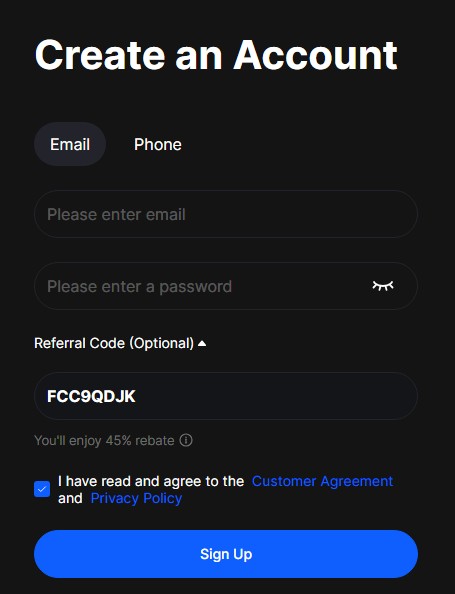 Create an Account
Email Phone
Please enter email
Please enter a password
Referral Code (Optional)
FCC9QDJK
You'll enjoy 45% rebate
I have read and agree to the Customer Agreement
and Privacy Policy
Sign Up